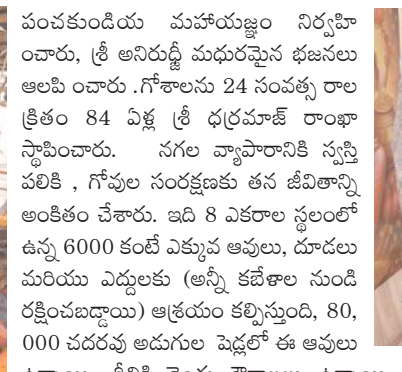 పంచకుండియ మహాయజ్ఞం నిర్వహి
ంచారు, శ్రీ అనిరుద్ధీ మధురమైన భజనలు
ఆలపి ంచారు .గోశాలను 24 సంవత్స రాల
క్రితం 84 ఏళ్ల శ్రీ ధర్రమాజ్ రాంఖా
స్థాపించారు. నగల వ్యాపారానికి స్వస్తి
పలికి , గోవుల సంరక్షణకు తన జీవితాన్ని
అంకితం చేశారు. ఇది 8 ఎకరాల స్థలంలో
ఉన్న 6000 కంటే ఎక్కువ ఆవులు, దూడలు
మరియు ఎద్దులకు (అన్నీ కబేళాల నుండి
రక్షించబడ్డాయి) ఆశ్రయం కల్పిస్తుంది, 80,
000 చదరవు అడుగుల షెడ్లలో ఈ ఆవులు